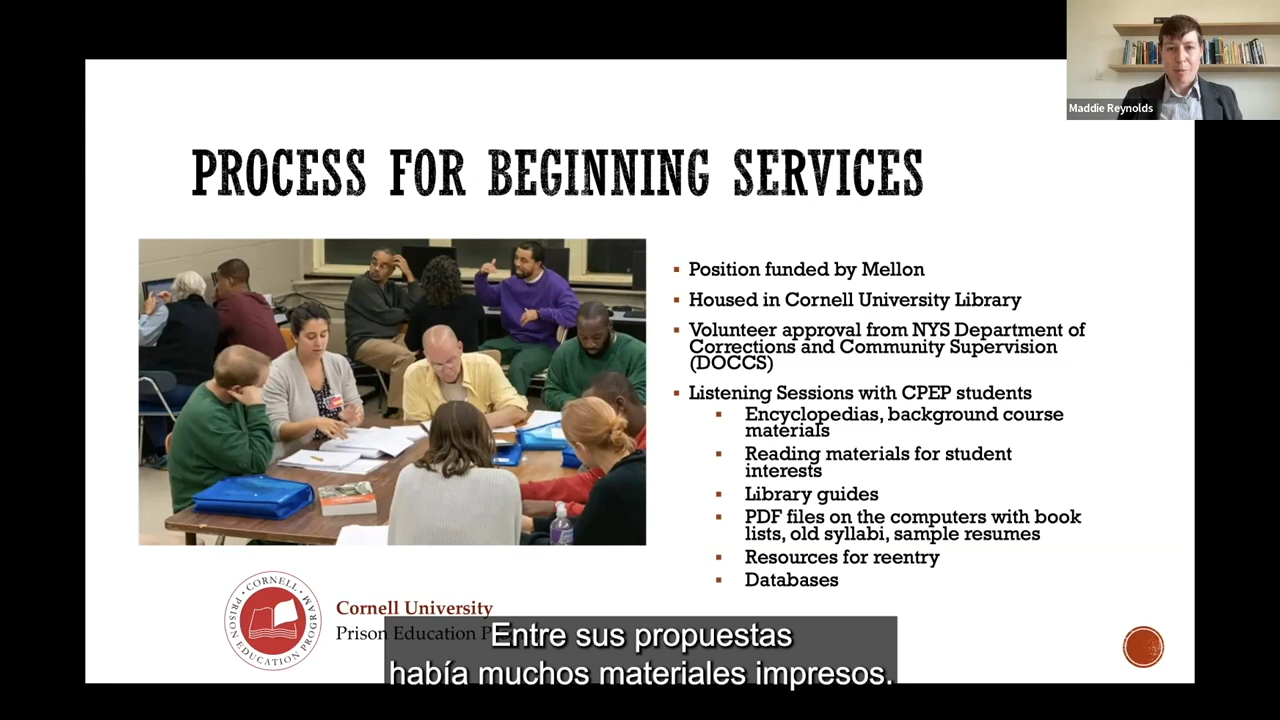 Maddie Reynolds
PROCESS FOR BEGINNING SERVICES
Position funded by Mellon
Housed in Cornell University Library
Volunteer approval from NYS Department of
Corrections and Community Supervision
(DOCCS)
Listening Sessions with CPEP students
Encyclopedias, background course
materials
Reading materials for student
interests
Library guides
PDF files on the computers with book
lists, old syllabi, sample resumes
Resources for reentry
Databases
CORNELL
PRISON EDUCATION PROGRAM
Cornell University
Prison Education P
Entre sus propuestas
había muchos materiales impresos.